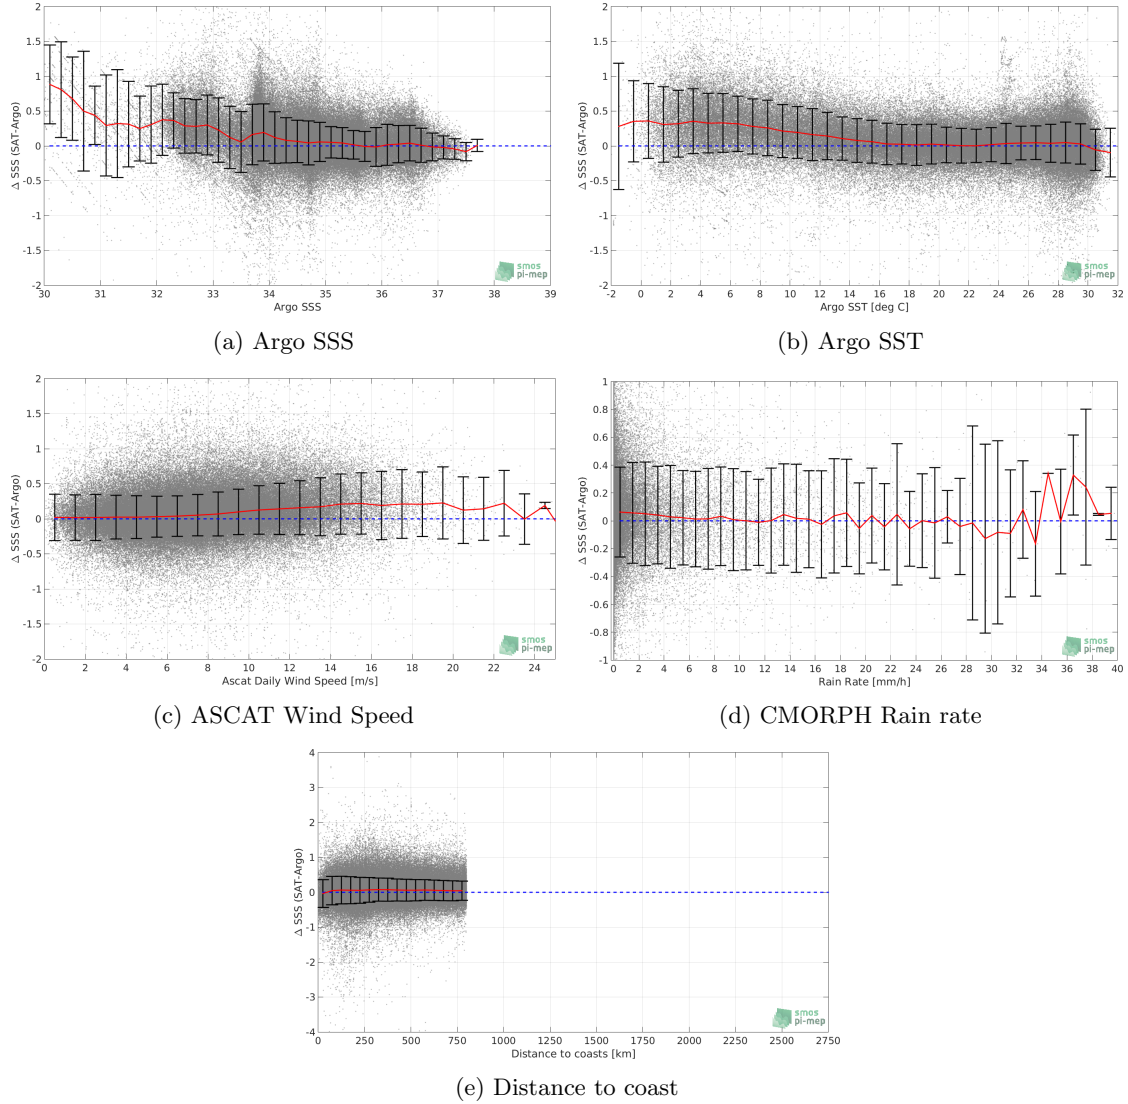 2
1.5
1
0.5
0
-0.5
-1
-1.5
-2
Δ SSS (SAT-Argo)
30 31 32 33 34 35 36 37 38 39
Argo SSS
smos
pi-mep
(a) Argo SSS
2
1.5
1
0.5
0
-0.5
-1
-1.5
-2
Δ SSS (SAT-Argo)
-2 0 2 4 6 8 10 12 14 16 18 20 22 24 26 28 30 32
Argo SST [deg C]
smos
pi-mep
(b) Argo SST
2
1.5
1
0.5
0
-0.5
-1
-1.5
-2
Δ SSS (SAT-Argo)
0 2 4 6 8 10 12 14 16 18 20 22 24
Ascat Daily Wind Speed [m/s]
smos
pi-mep
(c) ASCAT Wind Speed
1
0.8
0.6
0.4
0.2
0
-0.2
-0.4
-0.6
-0.8
-1
Δ SSS (SAT-Argo)
0 2 4 6 8 10 12 14 16 18 20 22 24 26 28 30 32 34 36 38 40
Rain Rate [mm/h]
smos
pi-mep
(d) CMORPH Rain rate
4
3
2
1
0
-1
-2
-3
-4
Δ SSS (SAT-Argo)
0 250 500 750 1000 1250 1500 1750 2000 2250 2500 2750
Distance to coasts [km]
smos
pi-mep
(e) Distance to coast